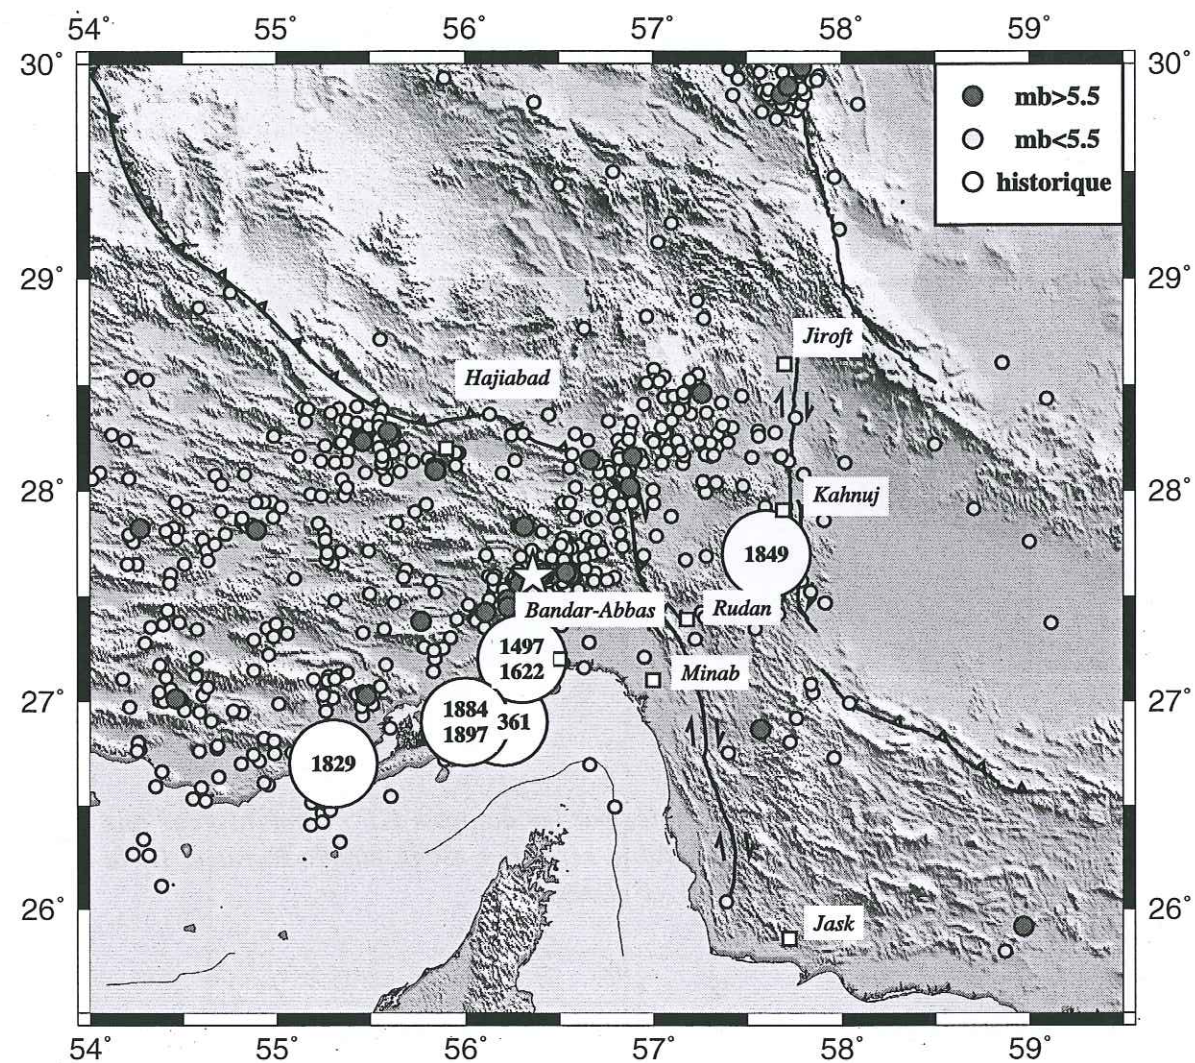 54° 55° 56° 57° 58° 59°
30° 30°
mb>5.5
mb<5.5
historique
29° 29°
Jiroft
Hajiabad
28° 28°
Kahnuj
1849
Bandar-Abbas
Rudan
1497
1622
Minab
27° 27°
1884
1897
361
1829
26° 26°
Jask
54° 55° 56° 57° 58° 59°